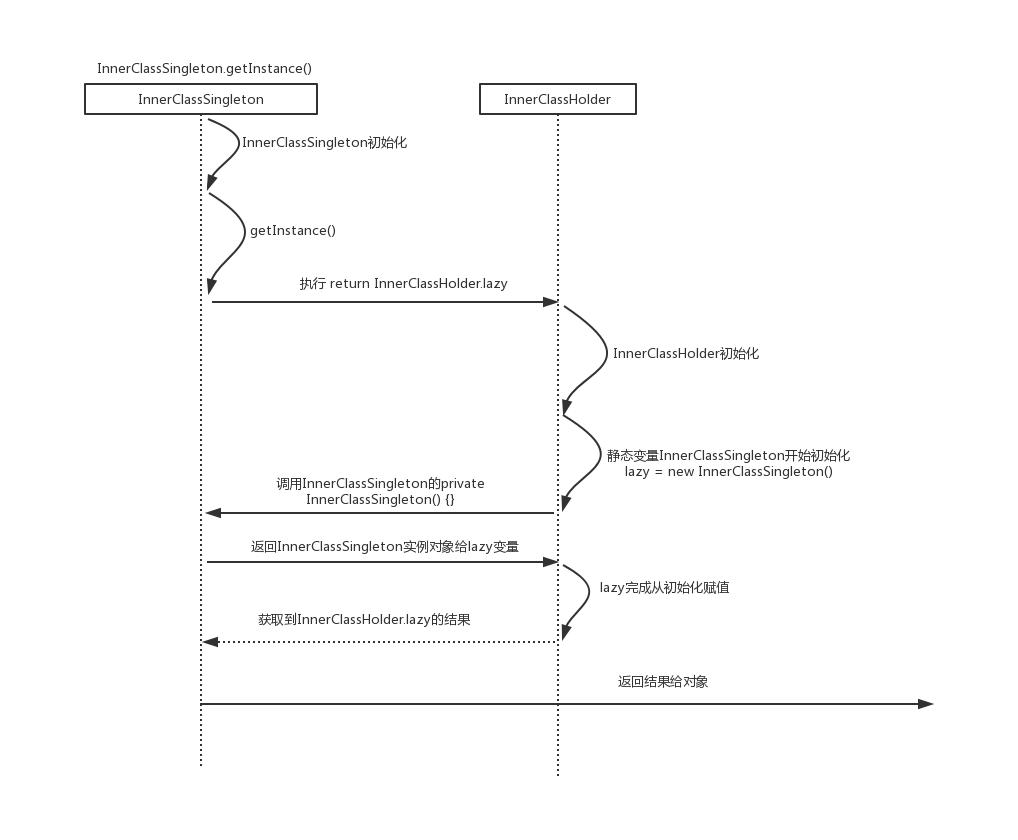 InnerClassSingleton.getInstance()
InnerClassSingleton
InnerClassHolder
InnerClassSingleton初始化
getInstance()
执行 return InnerClassHolder.lazy
InnerClassHolder初始化
静态变量InnerClassSingleton开始初始化
lazy = new InnerClassSingleton()
调用InnerClassSingleton的private
InnerClassSingleton() {}
返回InnerClassSingleton实例对象给lazy变量
lazy完成从初始化赋值
获取到InnerClassHolder.lazy的结果
返回结果给对象